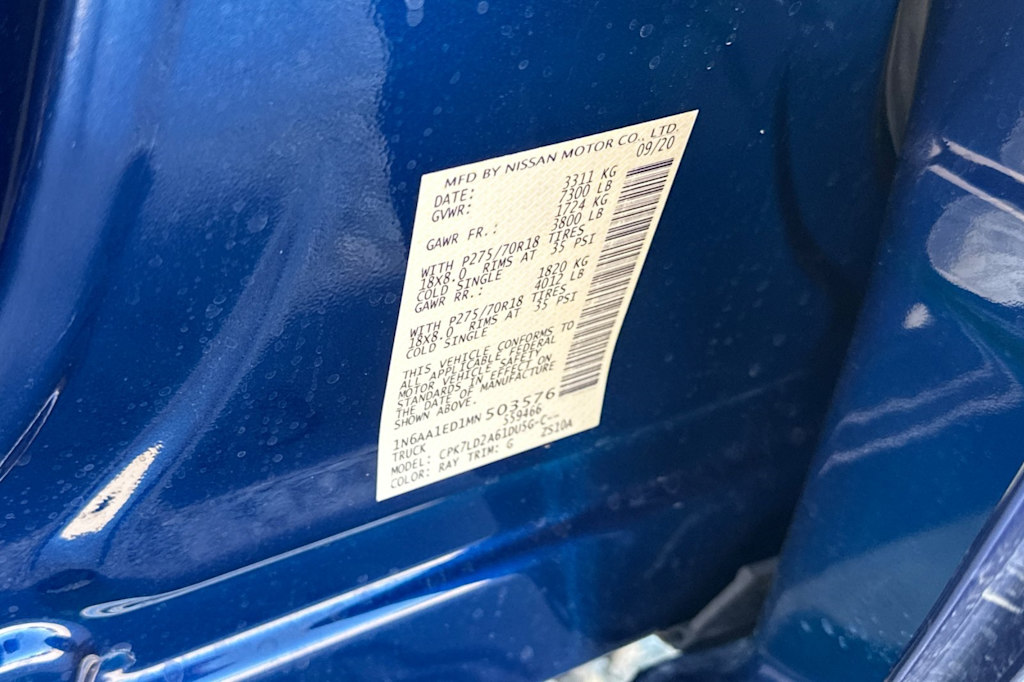 MFD BY NISSAN MOTOR CO., LTD.
DATE: 09/20
GVWR: 3311 KG
7300 LB
GAWR FR.: 1724 KG
3800 LB
WITH P275/70R18 TIRES
18X8.0 RIMS AT 35 PSI
COLD SINGLE
GAWR RR.: 1820 KG
4012 LB
WITH P275/70R18 TIRES
18X8.0 RIMS AT 35 PSI
COLD SINGLE
THIS VEHICLE CONFORMS TO
ALL APPLICABLE FEDERAL
MOTOR VEHICLE SAFETY
STANDARDS IN EFFECT ON
THE DATE OF MANUFACTURE
SHOWN ABOVE.
1N6AA1ED1MN503576
TRUCK S59466
MODEL: CPK7LD2A61DUSG-C--
COLOR: RAY TRIM: G ZS10A